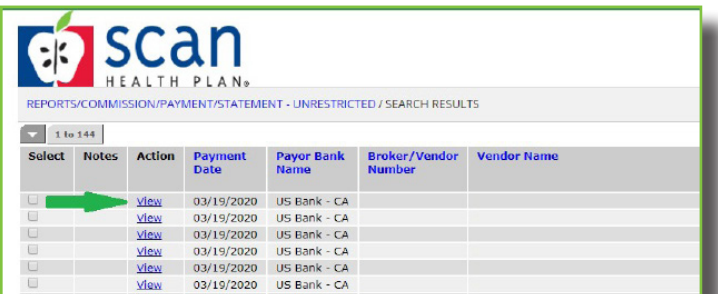 scan
HEALTH PLAN®
REPORTS/COMMISSION/PAYMENT/STATEMENT - UNRESTRICTED / SEARCH RESULTS
1 to 144
Select Notes Action Payment Date Payor Bank Name Broker/Vendor Number Vendor Name
View 03/19/2020 US Bank - CA
View 03/19/2020 US Bank - CA
View 03/19/2020 US Bank - CA
View 03/19/2020 US Bank - CA
View 03/19/2020 US Bank - CA
View 03/19/2020 US Bank - CA